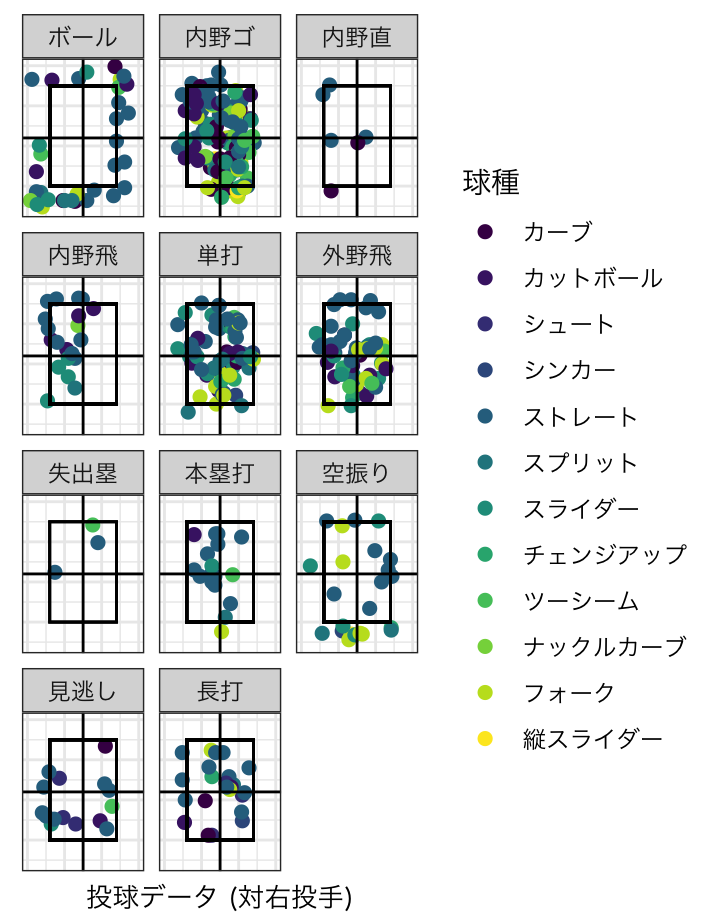 ボール
内野ゴ
内野直
内野飛
単打
外野飛
失出塁
本塁打
空振り
見逃し
長打
投球データ (対右投手)
球種
カーブ
カットボール
シュート
シンカー
ストレート
スプリット
スライダー
チェンジアップ
ツーシーム
ナックルカーブ
フォーク
縦スライダー